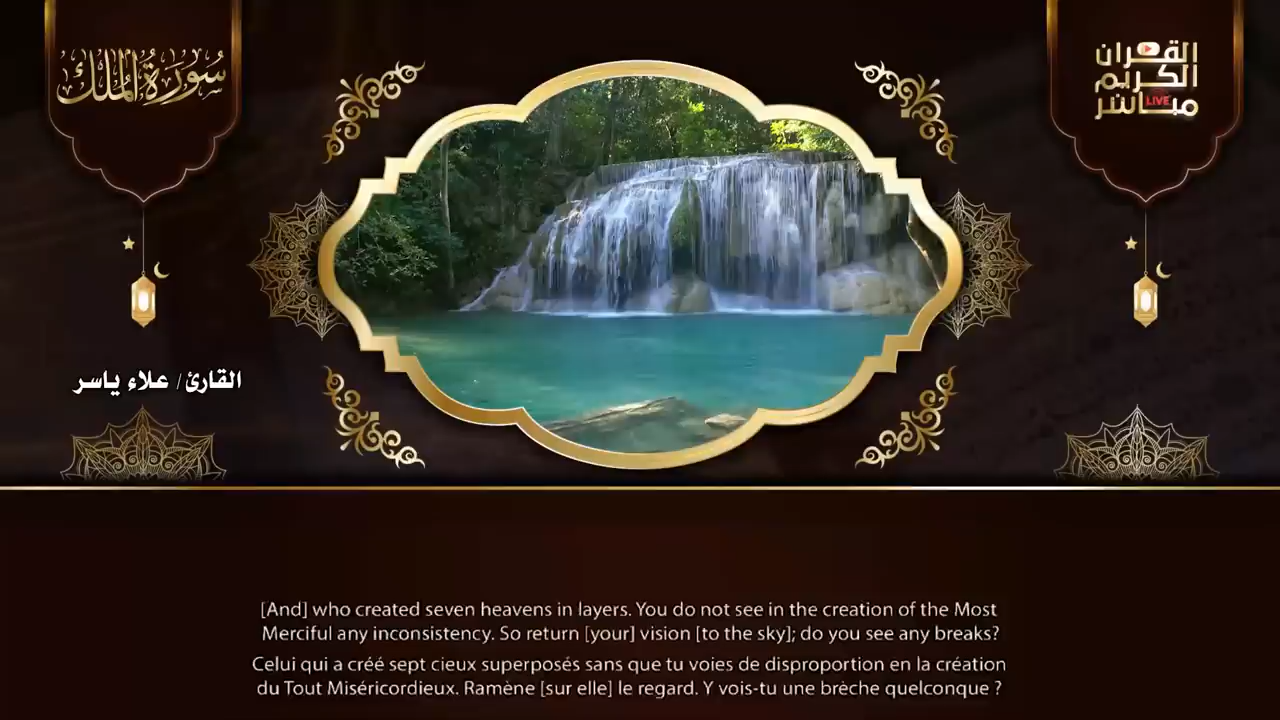 سُورَةُ المُلك
القرآن
الكريم
مباشر
LIVE
القارئ/ علاء ياسر
[And] who created seven heavens in layers. You do not see in the creation of the Most
Merciful any inconsistency. So return [your] vision [to the sky]; do you see any breaks?
Celui qui a créé sept cieux superposés sans que tu voies de disproportion en la création
du Tout Miséricordieux. Ramène [sur elle] le regard. Y vois-tu une brèche quelconque ?